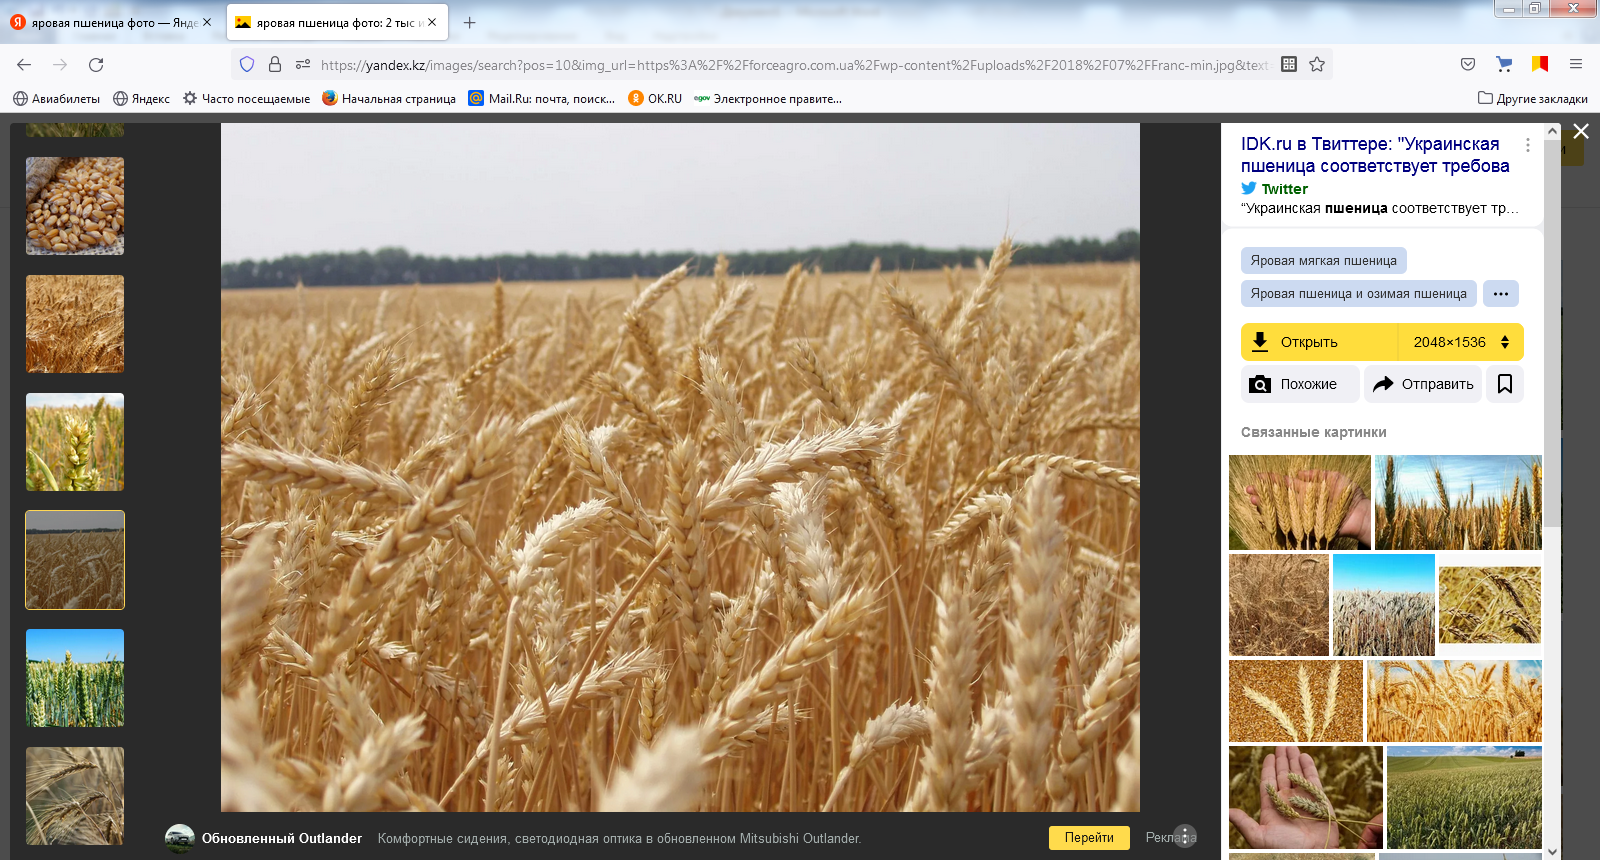 яровая пшеница фото — Янде
яровая пшеница фото: 2 тыс и
https://yandex.kz/images/search?pos=10&img_url=https%3A%2F%2Fforceagro.com.ua%2Fwp-content%2Fuploads%2F2018%2F07%2FFranc-min.jpg&text=
Авиабилеты
Яндекс
Часто посещаемые
Начальная страница
Mail.Ru: почта, поиск...
OK.RU
egov
Электронное правите...
Другие закладки
IDK.ru в Твиттере: "Украинская
пшеница соответствует требова
Twitter
“Украинская пшеница соответствует тр...
Яровая мягкая пшеница
Яровая пшеница и озимая пшеница
Открыть
2048×1536
Похожие
Отправить
Связанные картинки
Обновленный Outlander
Комфортные сидения, светодиодная оптика в обновленном Mitsubishi Outlander.
Перейти
Реклама